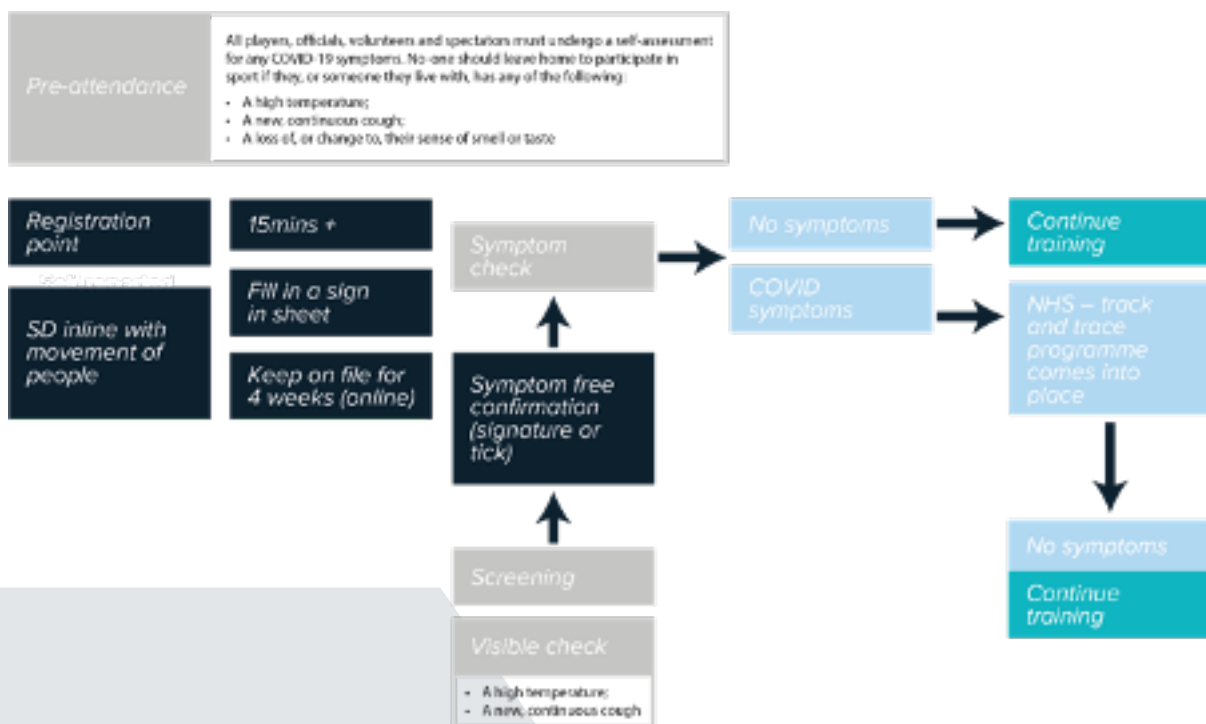 Pre-attendance
All players, officials, volunteers and spectators must undergo a self-assessment
for any COVID-19 symptoms. No-one should leave home to participate in
sport if they, or someone they live with, has any of the following:
• A high temperature;
• A new, continuous cough;
• A loss of, or change to, their sense of smell or taste
Registration
point
SD inline with
movement of
people
15mins +
Fill in a sign
in sheet
Keep on file for
4 weeks (online)
Symptom
check
Symptom free
confirmation
(signature or
tick)
Screening
Visible check
• A high temperature;
• A new, continuous cough
No symptoms
COVID
symptoms
Continue
training
NHS – track
and trace
programme
comes into
place
No symptoms
Continue
training